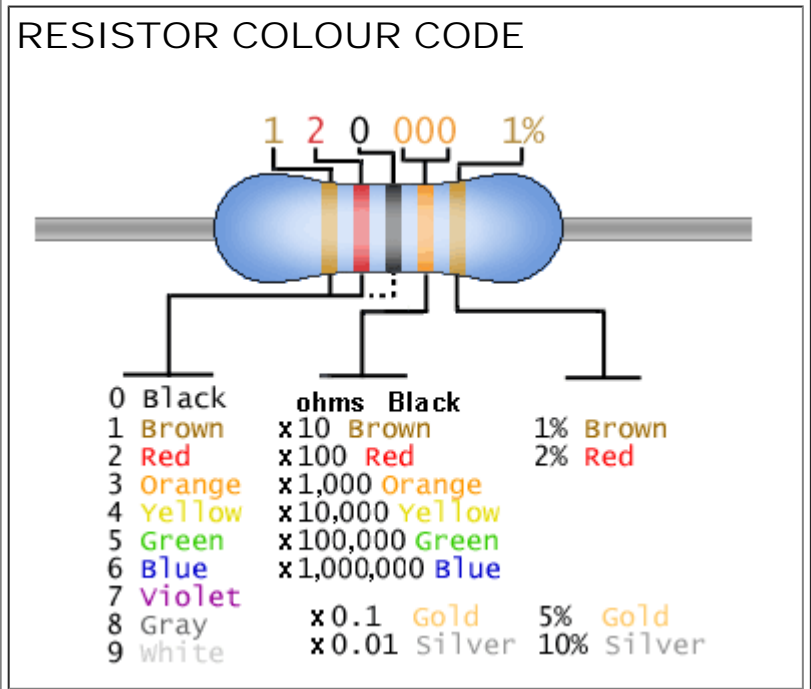 RESISTOR COLOUR CODE
1 2 0 000 1%
0 Black
1 Brown
2 Red
3 Orange
4 Yellow
5 Green
6 Blue
7 Violet
8 Gray
9 White
ohms Black
x10 Brown
x100 Red
x1,000 Orange
x10,000 Yellow
x100,000 Green
x1,000,000 Blue
x0.1 Gold
x0.01 Silver
1% Brown
2% Red
5% Gold
10% Silver